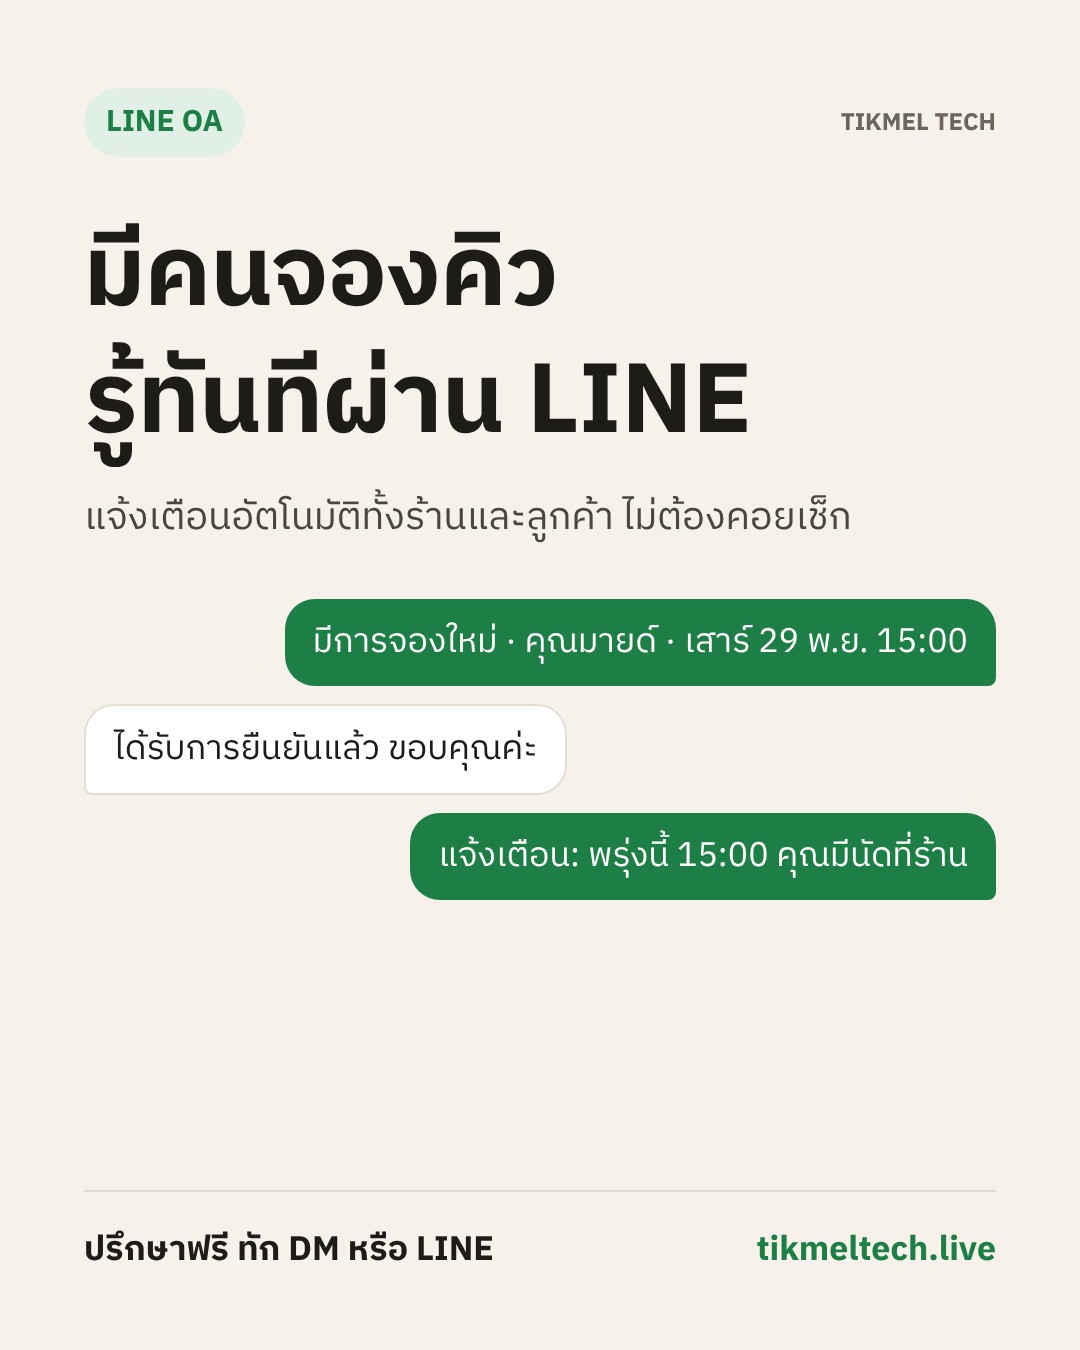 LINE OA
TIKMEL TECH
มีคนจองคิว
รู้ทันทีผ่าน LINE
แจ้งเตือนอัตโนมัติทั้งร้านและลูกค้า ไม่ต้องคอยเช็ก
มีการจองใหม่ · คุณมายด์ · เสาร์ 29 พ.ย. 15:00
ได้รับการยืนยันแล้ว ขอบคุณค่ะ
แจ้งเตือน: พรุ่งนี้ 15:00 คุณมีนัดที่ร้าน
ปรึกษาฟรี ทัก DM หรือ LINE
tikmeltech.live